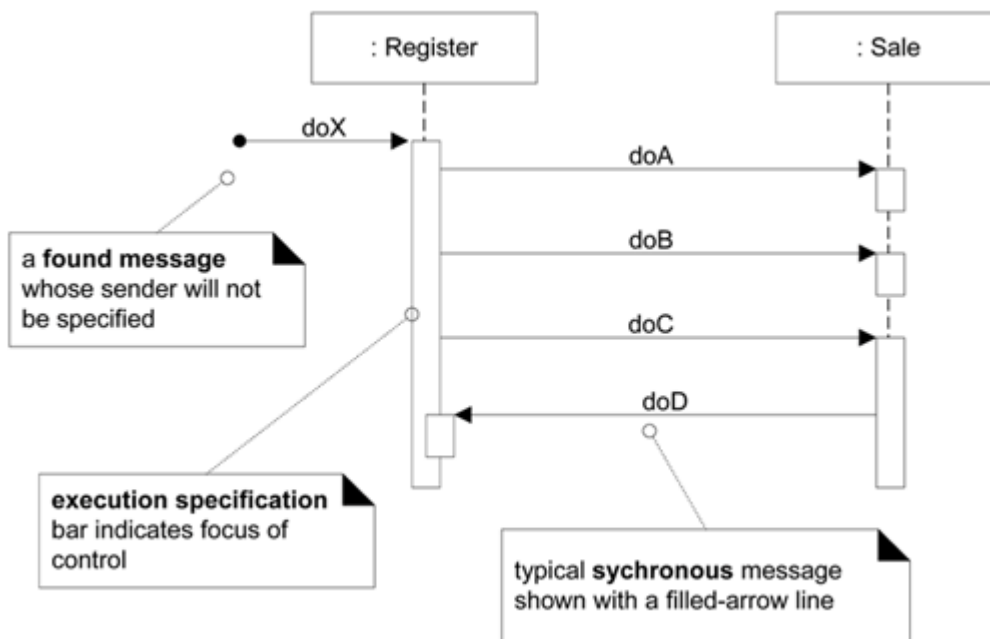 : Register
: Sale
doX
doA
a found message
whose sender will not
be specified
doB
doC
doD
execution specification
bar indicates focus of
control
typical sychronous message
shown with a filled-arrow line